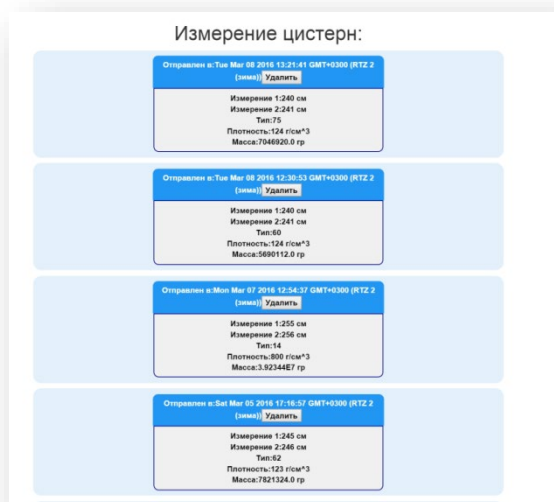 Измерение цистерн:
Отправлен в:Tue Mar 08 2016 13:21:41 GMT+0300 (RTZ 2
(зима)) Удалить
Измерение 1:240 см
Измерение 2:241 см
Тип:75
Плотность:124 г/см^3
Масса:7046920.0 гр
Отправлен в:Tue Mar 08 2016 12:30:53 GMT+0300 (RTZ 2
(зима)) Удалить
Измерение 1:240 см
Измерение 2:241 см
Тип:60
Плотность:124 г/см^3
Масса:5690112.0 гр
Отправлен в:Mon Mar 07 2016 12:54:37 GMT+0300 (RTZ 2
(зима)) Удалить
Измерение 1:255 см
Измерение 2:256 см
Тип:14
Плотность:800 г/см^3
Масса:3.92344E7 гр
Отправлен в:Sat Mar 05 2016 17:16:57 GMT+0300 (RTZ 2
(зима)) Удалить
Измерение 1:245 см
Измерение 2:246 см
Тип:62
Плотность:123 г/см^3
Масса:7821324.0 гр